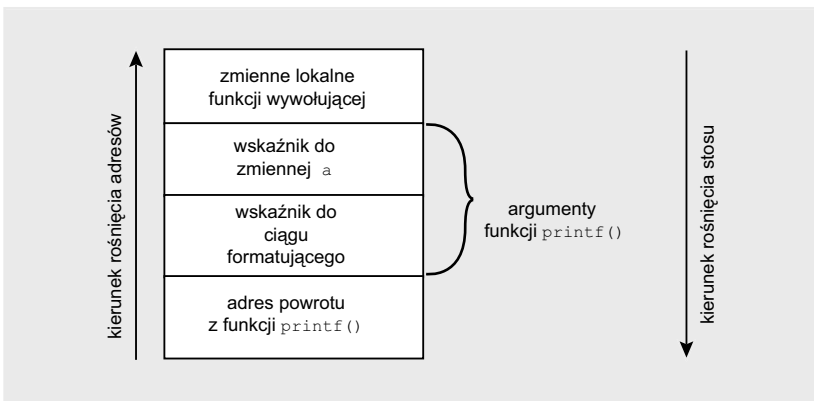 kierunek rośnięcia adresów
zmienne lokalne
funkcji wywołującej
wskaźnik do
zmiennej a
wskaźnik do
ciągu
formatującego
adres powrotu
z funkcji printf()
argumenty
funkcji printf()
kierunek rośnięcia stosu